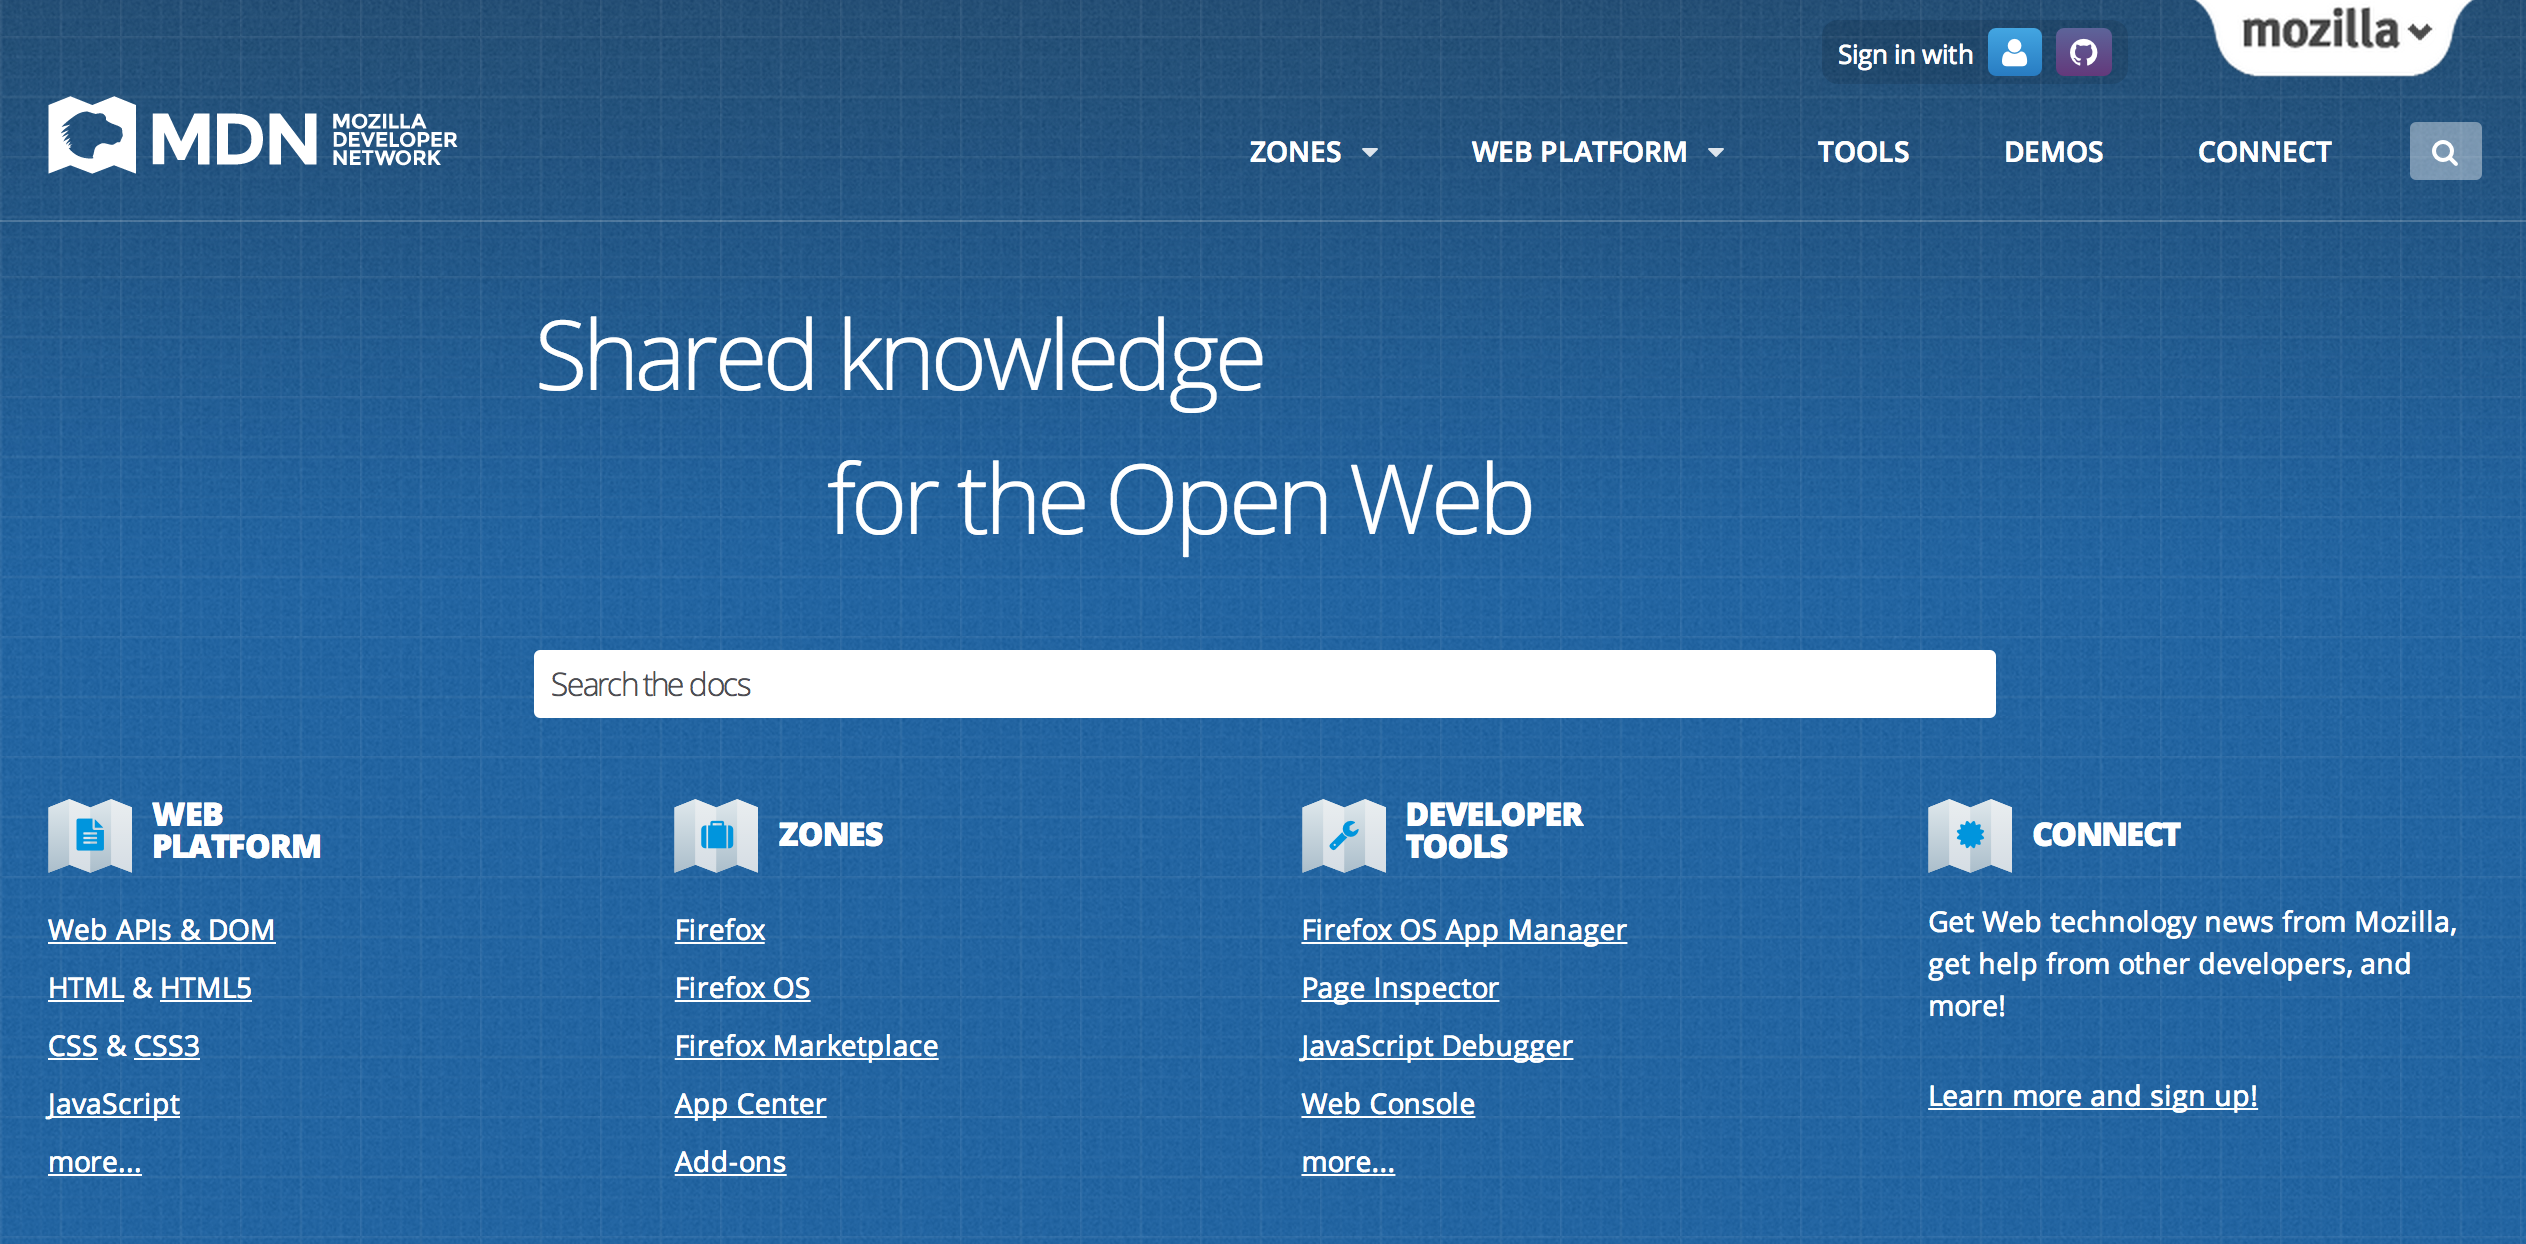 Sign in with
mozilla
MDN MOZILLA
DEVELOPER
NETWORK
ZONES WEB PLATFORM TOOLS DEMOS CONNECT
Shared knowledge
for the Open Web
Search the docs
WEB
PLATFORM
Web APIs & DOM
HTML & HTML5
CSS & CSS3
JavaScript
more...
ZONES
Firefox
Firefox OS
Firefox Marketplace
App Center
Add-ons
DEVELOPER
TOOLS
Firefox OS App Manager
Page Inspector
JavaScript Debugger
Web Console
more...
CONNECT
Get Web technology news from Mozilla,
get help from other developers, and
more!
Learn more and sign up!